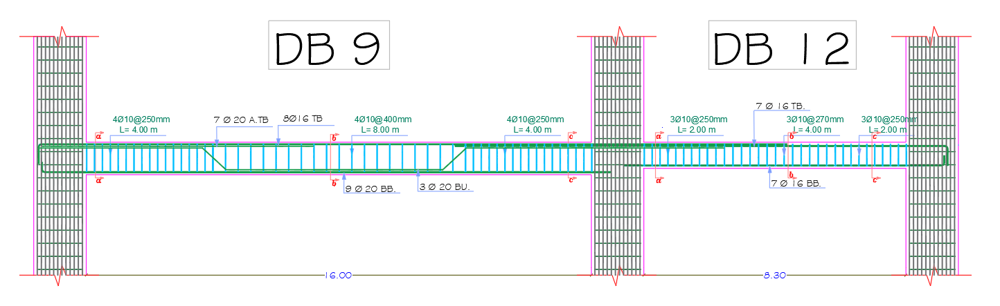 DB 9
DB 12
7 Ø 16 TB.
4Ø10@250mm
L= 4.00 m
7 Ø 20 A.TB
8Ø16 TB
4Ø10@400mm
L= 8.00 m
4Ø10@250mm
L= 4.00 m
3Ø10@250mm
L= 2.00 m
3Ø10@270mm
L= 4.00 m
3Ø10@250mm
L= 2.00 m
a
b
c
a
b
c
a
b
c
a
b
c
9 Ø 20 BB.
3 Ø 20 BU.
7 Ø 16 BB.
16.00
8.30